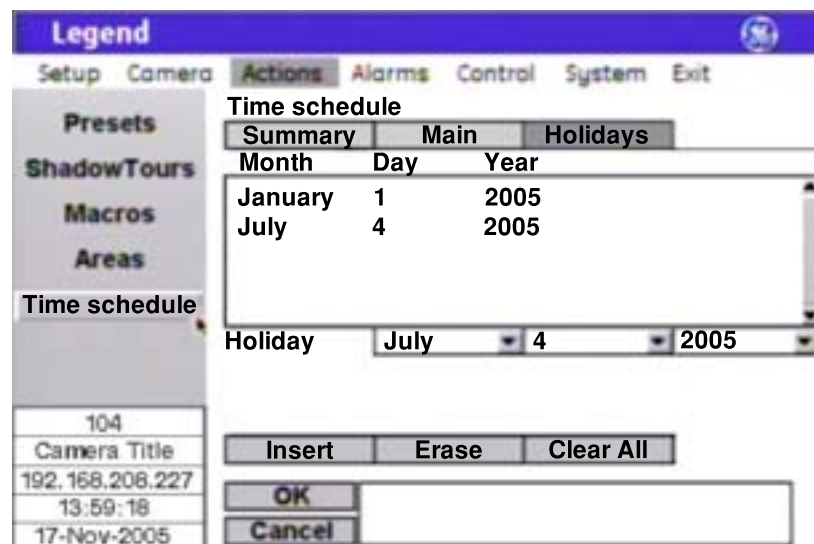 Legend
Setup Camera Actions Alarms Control System Exit
Presets
ShadowTours
Macros
Areas
Time schedule
Time schedule
Summary Main Holidays
Month Day Year
January 1 2005
July 4 2005
Holiday July 4 2005
Insert Erase Clear All
OK
Cancel
104
Camera Title
192.168.208.227
13:59:18
17-Nov-2005